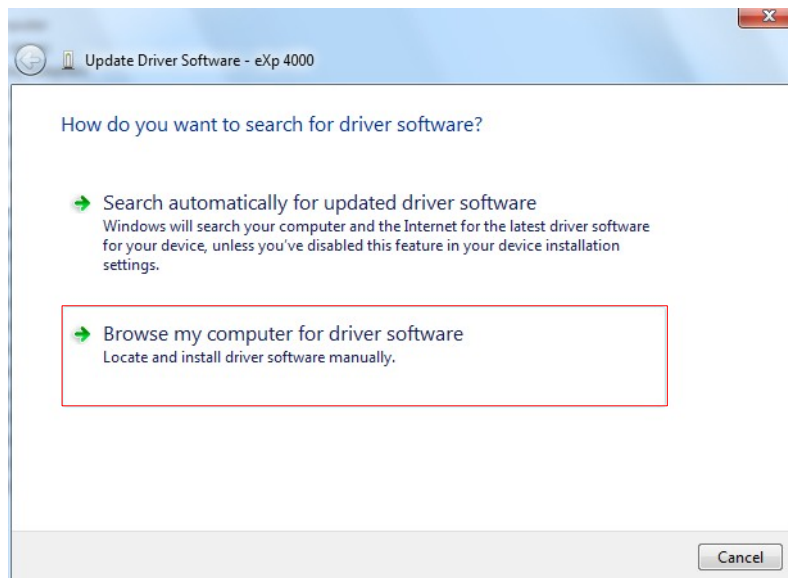 Update Driver Software - eXp 4000
How do you want to search for driver software?
Search automatically for updated driver software
Windows will search your computer and the Internet for the latest driver software
for your device, unless you've disabled this feature in your device installation
settings.
Browse my computer for driver software
Locate and install driver software manually.
Cancel